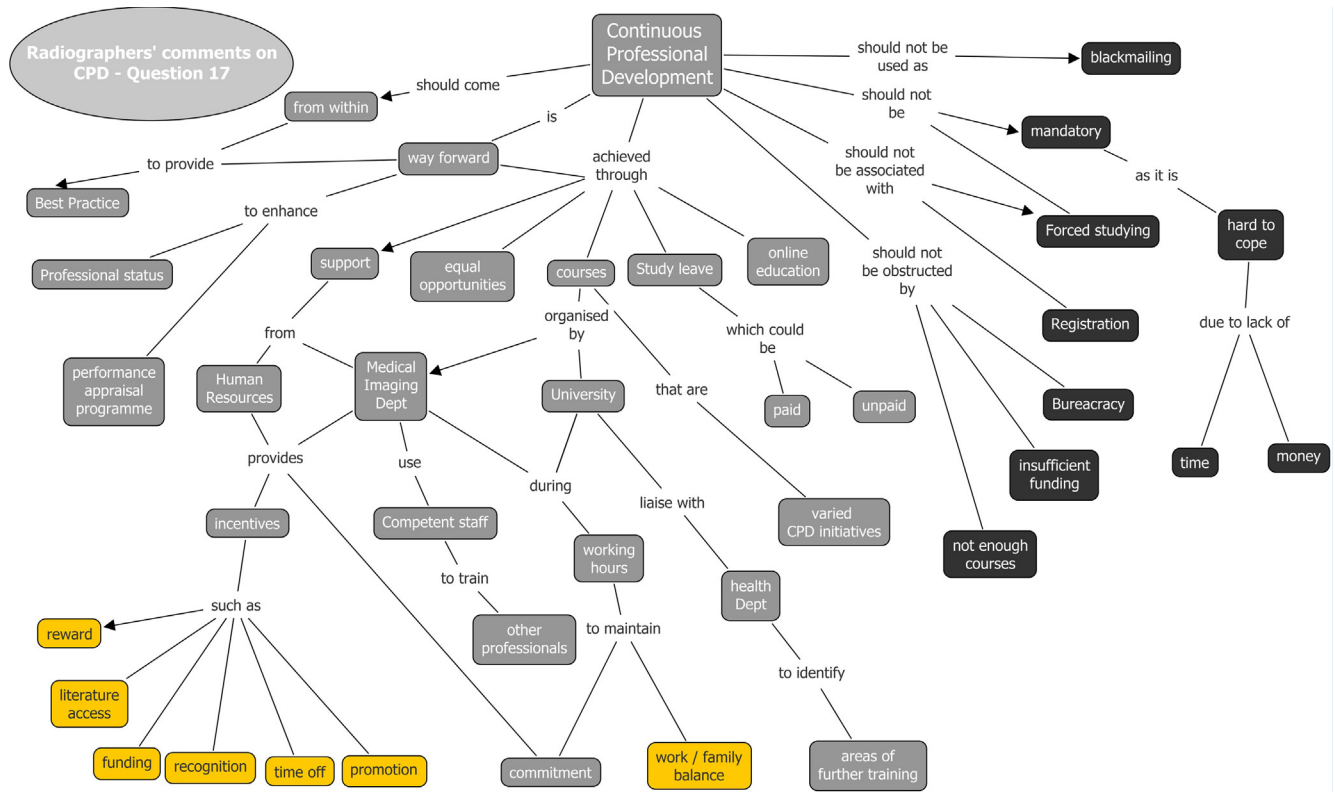 Radiographers' comments on
CPD - Question 17
Continuous
Professional
Development
should not be
used as
blackmailing
should come
from within
is
should not
be
mandatory
to provide
way forward
achieved
through
should not
be associated
with
as it is
Best Practice
to enhance
Forced studying
hard to
cope
Professional status
support
equal
opportunities
courses
Study leave
online
education
should not
be obstructed
by
from
organised
by
which could
be
Registration
due to lack of
performance
appraisal
programme
Human
Resources
Medical
Imaging
Dept
University
that are
paid
unpaid
Bureacracy
provides
use
during
liaise with
insufficient
funding
time
money
incentives
Competent staff
varied
CPD initiatives
working
hours
not enough
courses
to train
health
Dept
such as
reward
other
professionals
to maintain
to identify
literature
access
funding
recognition
time off
promotion
commitment
work / family
balance
areas of
further training